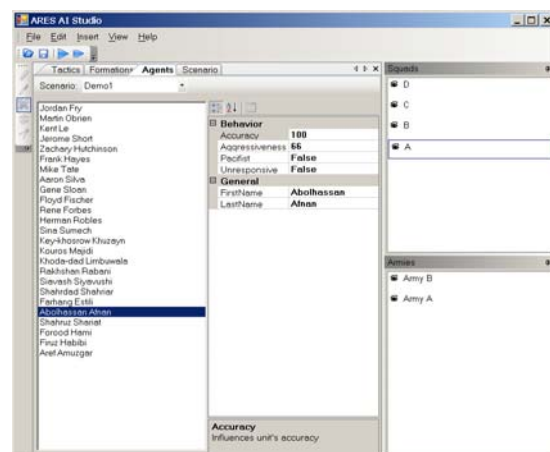 ARES AI Studio
File Edit Insert View Help
Tactics Formations Agents Scenario
Scenario: Demo1
Jordan Fry
Martin Obrien
Kent Le
Jerome Short
Zachary Hutchinson
Frank Hayes
Mike Tate
Aaron Silva
Gene Sloan
Floyd Fischer
Rene Forbes
Herman Robles
Sina Sumech
Key-khosrow Khuzayn
Kouros Majidi
Khoda-dad Limbuwala
Rakhshan Rabani
Siavash Siyavushi
Shahrdad Shahriar
Farhang Estili
Abolhassan Afnan
Shahruz Shariat
Forood Hami
Firuz Habibi
Aref Amuzgar
Behavior
Accuracy 100
Aggressiveness 66
Pacifist False
Unresponsive False
General
FirstName Abolhassan
LastName Afnan
Accuracy
Influences unit's accuracy
Squads
D
C
B
A
Armies
Army B
Army A